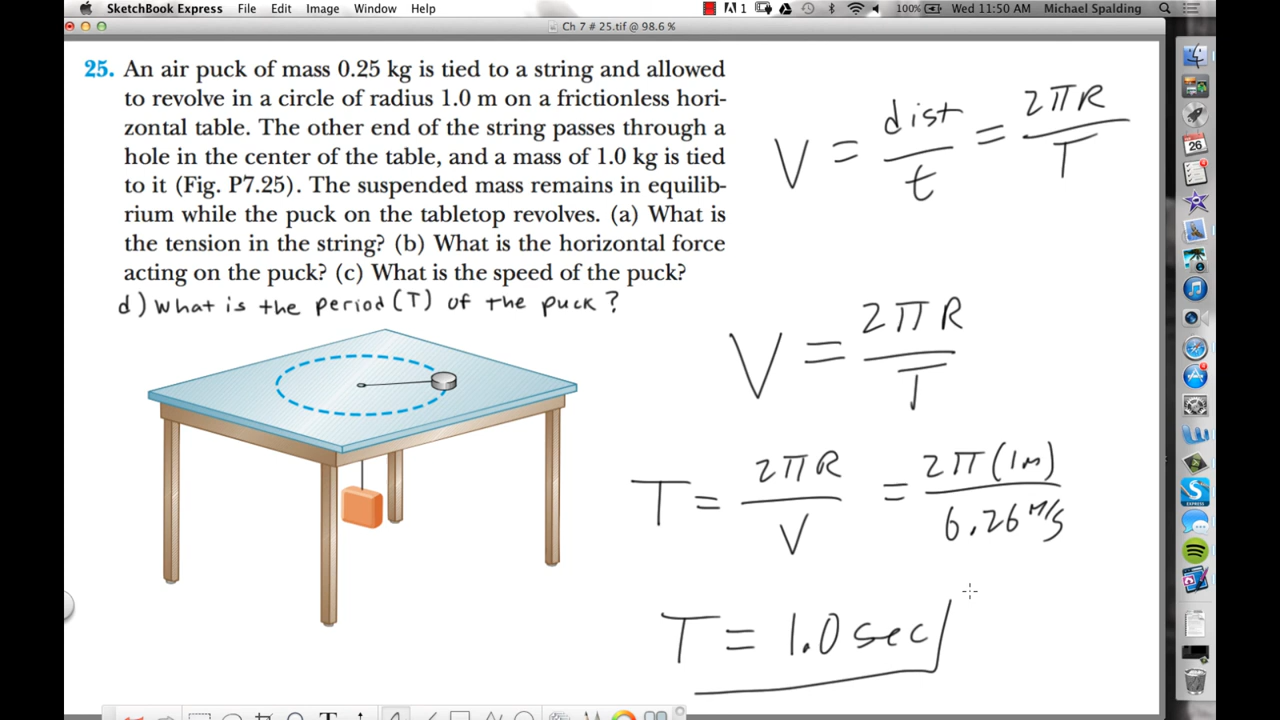 SketchBook Express File Edit Image Window Help 1 100% Wed 11:50 AM Michael Spalding
Ch 7 # 25.tif @ 98.6 %
25. An air puck of mass 0.25 kg is tied to a string and allowed
to revolve in a circle of radius 1.0 m on a frictionless hori-
zontal table. The other end of the string passes through a
hole in the center of the table, and a mass of 1.0 kg is tied
to it (Fig. P7.25). The suspended mass remains in equilib-
rium while the puck on the tabletop revolves. (a) What is
the tension in the string? (b) What is the horizontal force
acting on the puck? (c) What is the speed of the puck?
d) What is the period (T) of the puck?
V = dist / t = 2πR / T
V = 2πR / T
T = 2πR / V = 2π(1m) / 6.26 m/s
T = 1.0 sec
26
S
EXPRESS
T